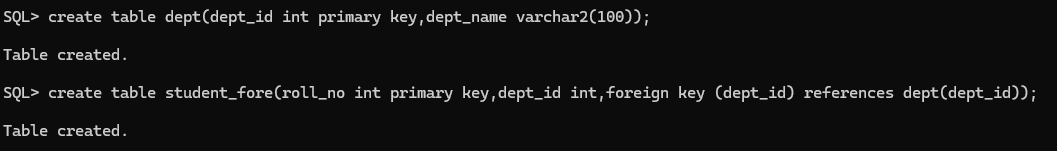 SQL> create table dept(dept_id int primary key,dept_name varchar2(100));
Table created.
SQL> create table student_fore(roll_no int primary key,dept_id int,foreign key (dept_id) references dept(dept_id));
Table created.